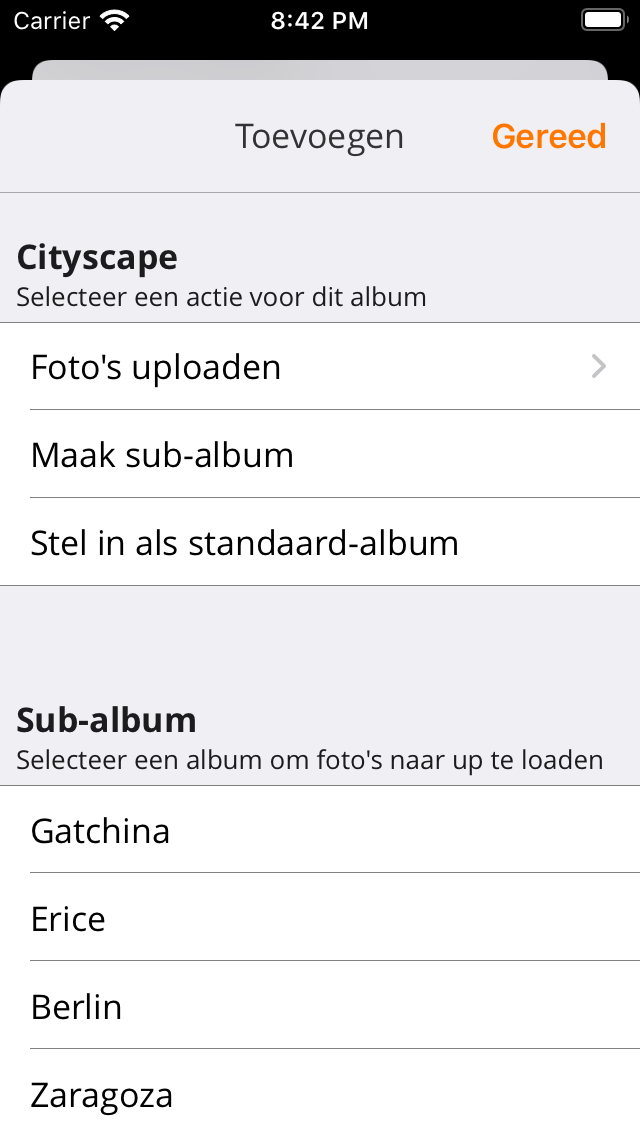 Carrier 8:42 PM
Toevoegen Gereed
Cityscape
Selecteer een actie voor dit album
Foto's uploaden
Maak sub-album
Stel in als standaard-album
Sub-album
Selecteer een album om foto's naar up te loaden
Gatchina
Erice
Berlin
Zaragoza